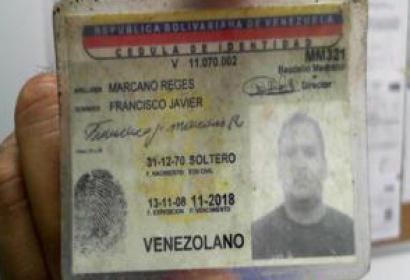 REPUBLICA BOLIVARIANA DE VENEZUELA
CEDULA DE IDENTIDAD
V 11.070.002 MM321
APELLIDOS MARCANO REGES
NOMBRES FRANCISCO JAVIER
Director
Francisco J Marcano R
31-12-70 SOLTERO
F. NACIMIENTO EDO CIVIL
13-11-08 11-2018
F. EXPEDICION F. VENCIMIENTO
VENEZOLANO